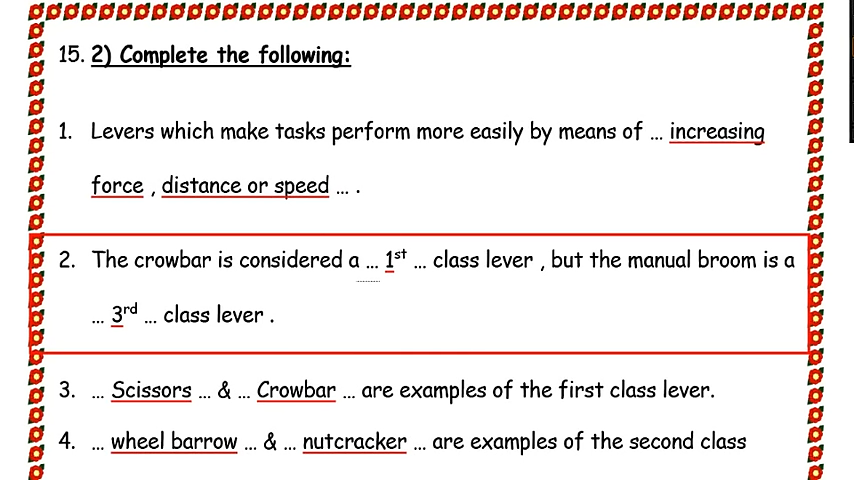 15. 2) Complete the following:
1. Levers which make tasks perform more easily by means of ... increasing
force , distance or speed ... .
2. The crowbar is considered a ... 1st ... class lever , but the manual broom is a
... 3rd ... class lever .
3. ... Scissors ... & ... Crowbar ... are examples of the first class lever.
4. ... wheel barrow ... & ... nutcracker ... are examples of the second class